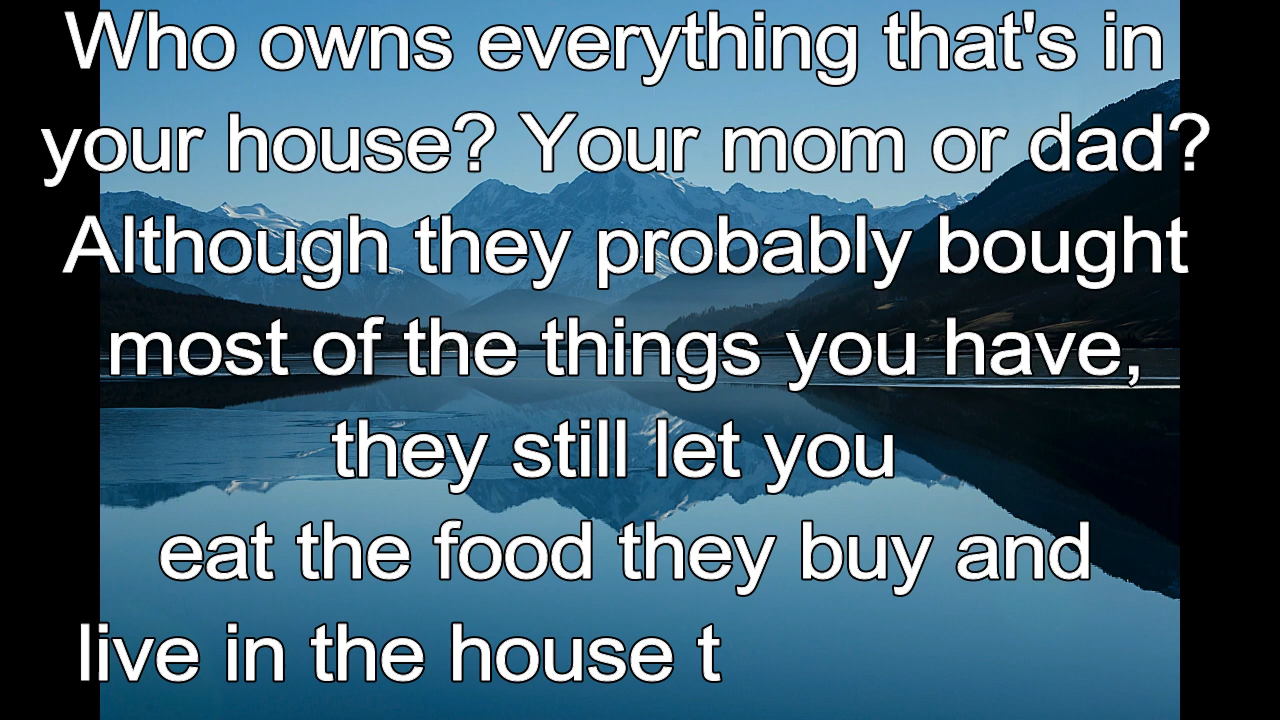 Who owns everything that's in
your house? Your mom or dad?
Although they probably bought
most of the things you have,
they still let you
eat the food they buy and
live in the house t